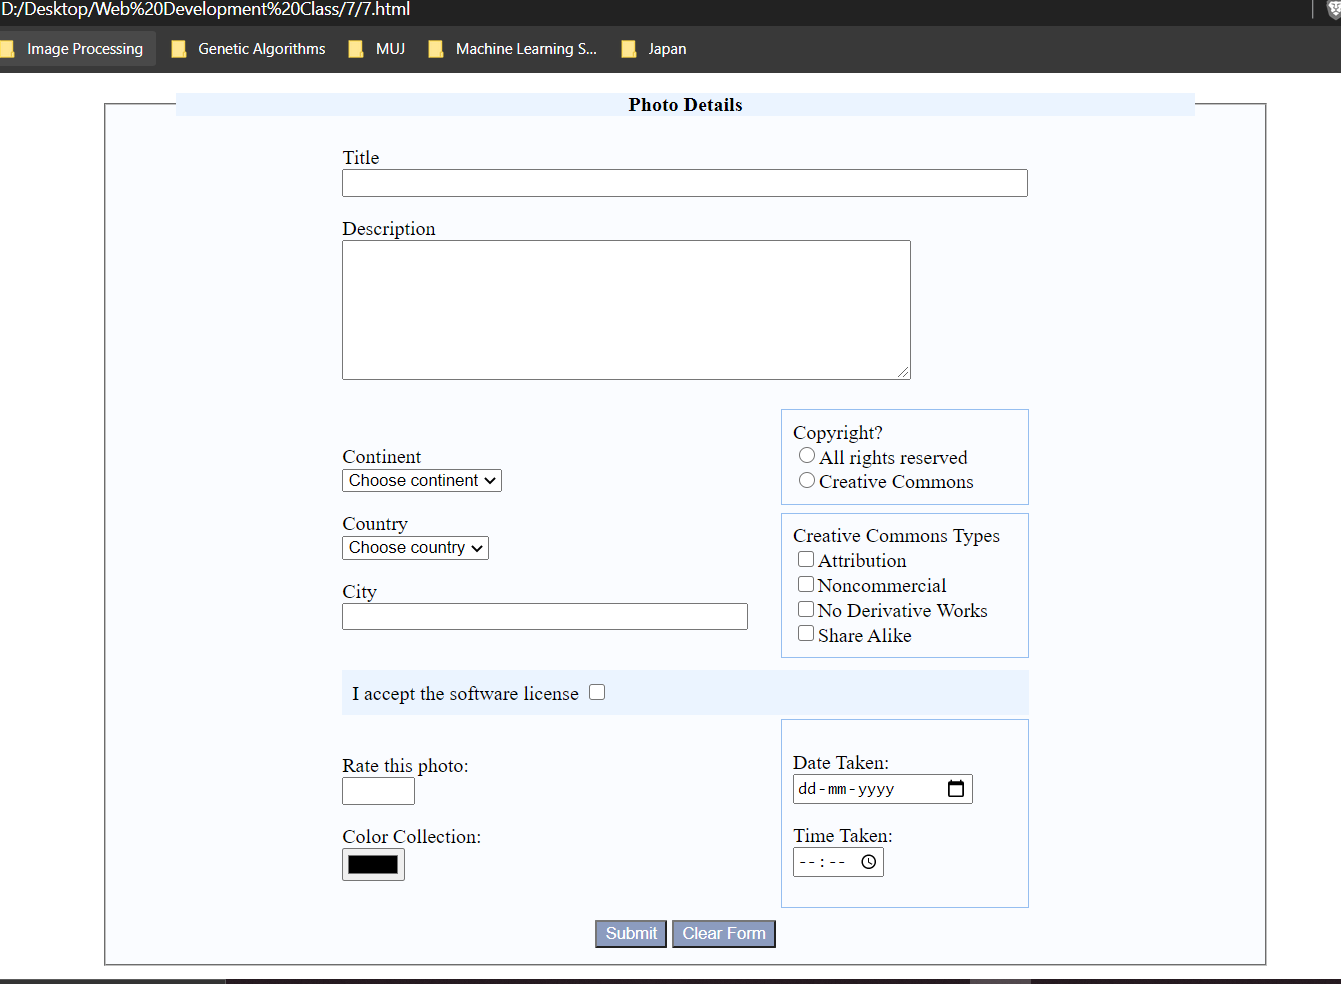 D:/Desktop/Web%20Development%20Class/7/7.html
Image Processing Genetic Algorithms MUJ Machine Learning S... Japan
Photo Details
Title
Description
Continent
Choose continent
Country
Choose country
City
Copyright?
All rights reserved
Creative Commons
Creative Commons Types
Attribution
Noncommercial
No Derivative Works
Share Alike
I accept the software license
Rate this photo:
Color Collection:
Date Taken:
dd-mm-yyyy
Time Taken:
--:--
Submit Clear Form